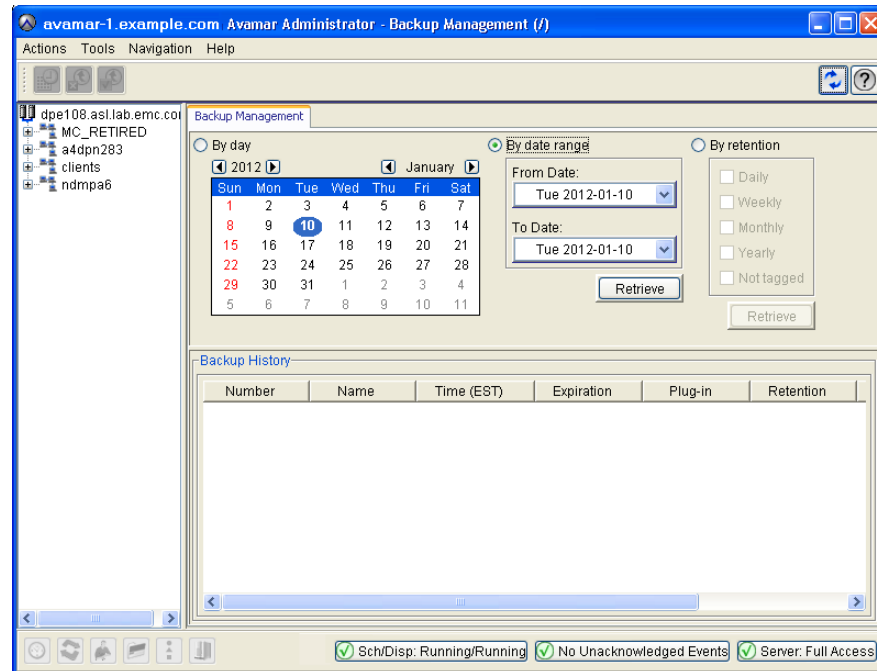 avamar-1.example.com Avamar Administrator - Backup Management (/)
Actions Tools Navigation Help
dpe108.asl.lab.emc.co
MC_RETIRED
a4dpn283
clients
ndmpa6
Backup Management
By day
2012 January
Sun Mon Tue Wed Thu Fri Sat
1 2 3 4 5 6 7
8 9 10 11 12 13 14
15 16 17 18 19 20 21
22 23 24 25 26 27 28
29 30 31 1 2 3 4
5 6 7 8 9 10 11
By date range
From Date:
Tue 2012-01-10
To Date:
Tue 2012-01-10
Retrieve
By retention
Daily
Weekly
Monthly
Yearly
Not tagged
Retrieve
Backup History
Number Name Time (EST) Expiration Plug-in Retention
Sch/Disp: Running/Running No Unacknowledged Events Server: Full Access